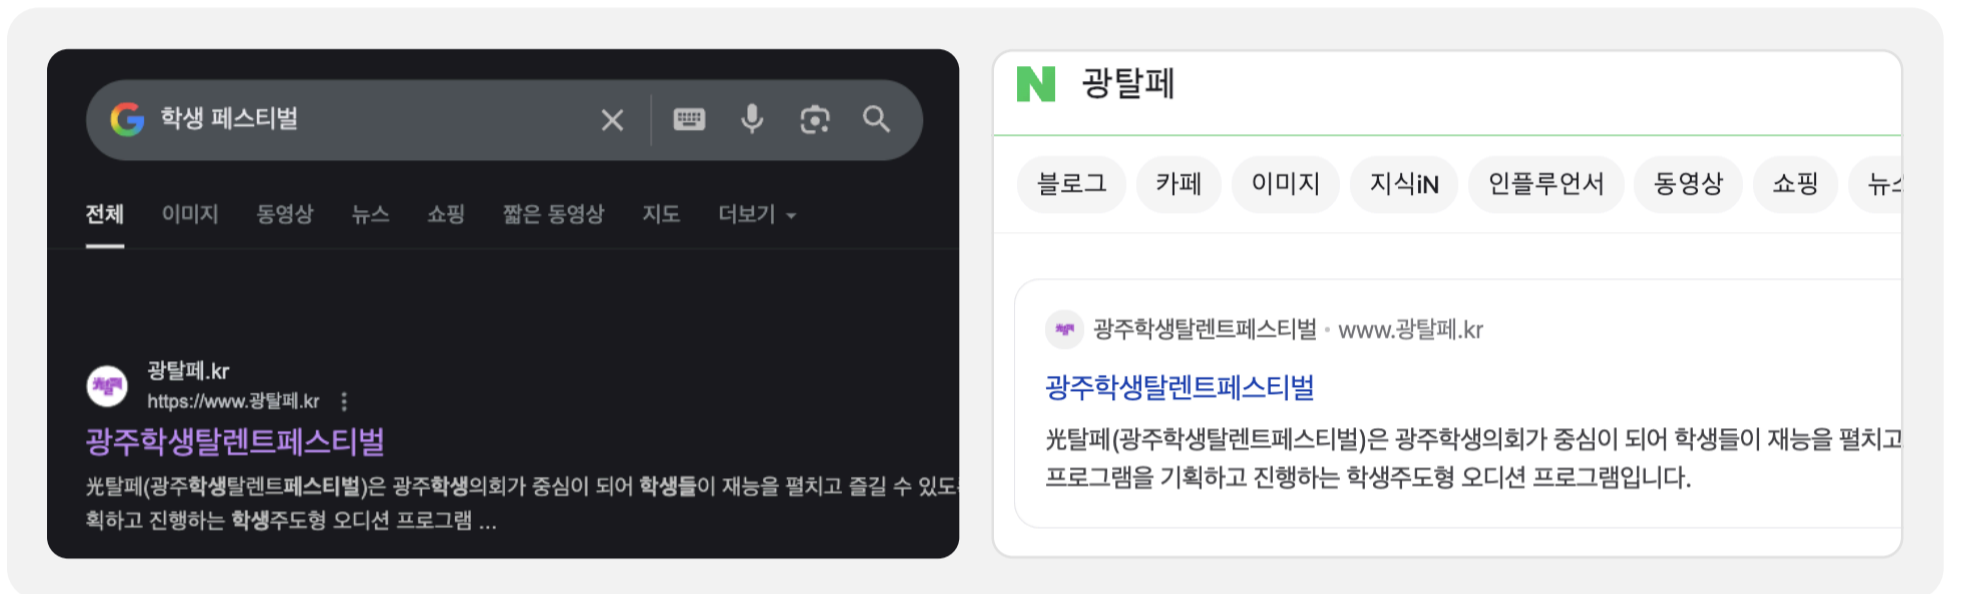 학생 페스티벌
전체 이미지 동영상 뉴스 쇼핑 짧은 동영상 지도 더보기
광탈페.kr
https://www.광탈페.kr
광주학생탈렌트페스티벌
光탈페(광주학생탈렌트페스티벌)은 광주학생의회가 중심이 되어 학생들이 재능을 펼치고 즐길 수 있도
획하고 진행하는 학생주도형 오디션 프로그램 ...
광탈페
블로그 카페 이미지 지식iN 인플루언서 동영상 쇼핑 뉴스
광주학생탈렌트페스티벌 · www.광탈페.kr
광주학생탈렌트페스티벌
光탈페(광주학생탈렌트페스티벌)은 광주학생의회가 중심이 되어 학생들이 재능을 펼치고
프로그램을 기획하고 진행하는 학생주도형 오디션 프로그램입니다.